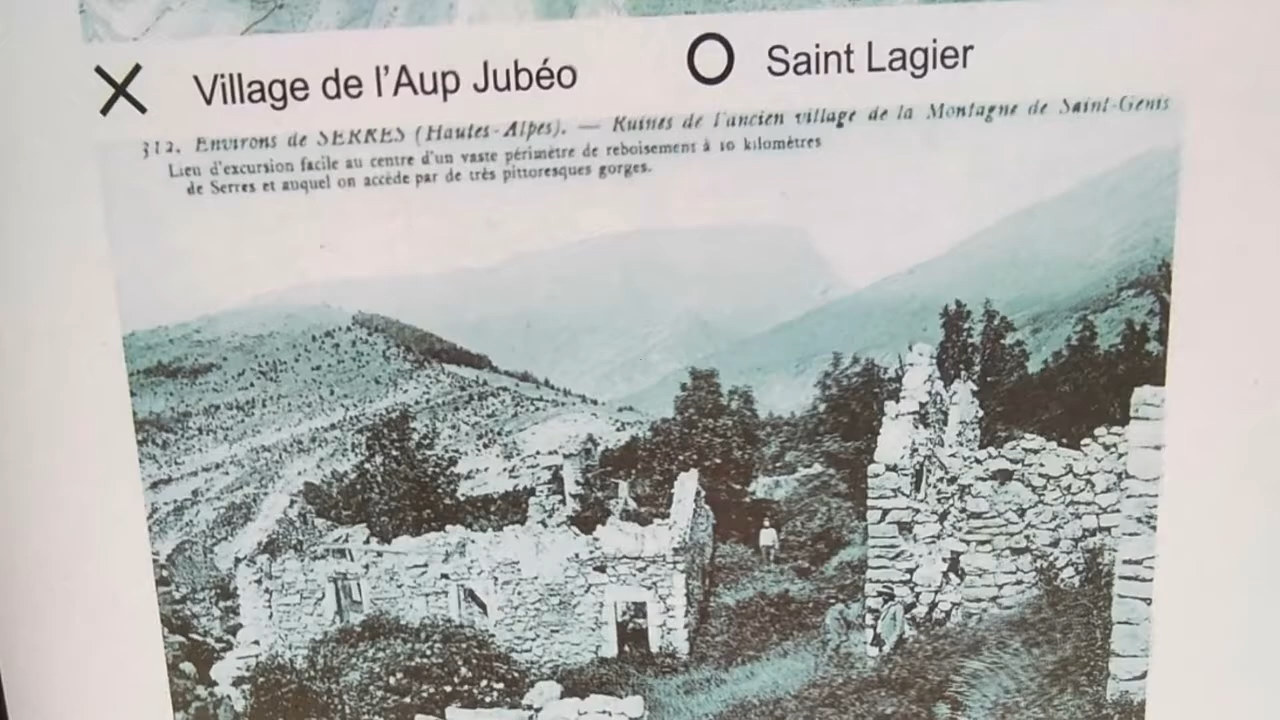 Village de l'Aup Jubéo
Saint Lagier
312. Environs de SERRES (Hautes-Alpes). — Ruines de l'ancien village de la Montagne de Saint-Genis
Lieu d'excursion facile au centre d'un vaste périmètre de reboisement à 10 kilomètres
de Serres et auquel on accède par de très pittoresques gorges.